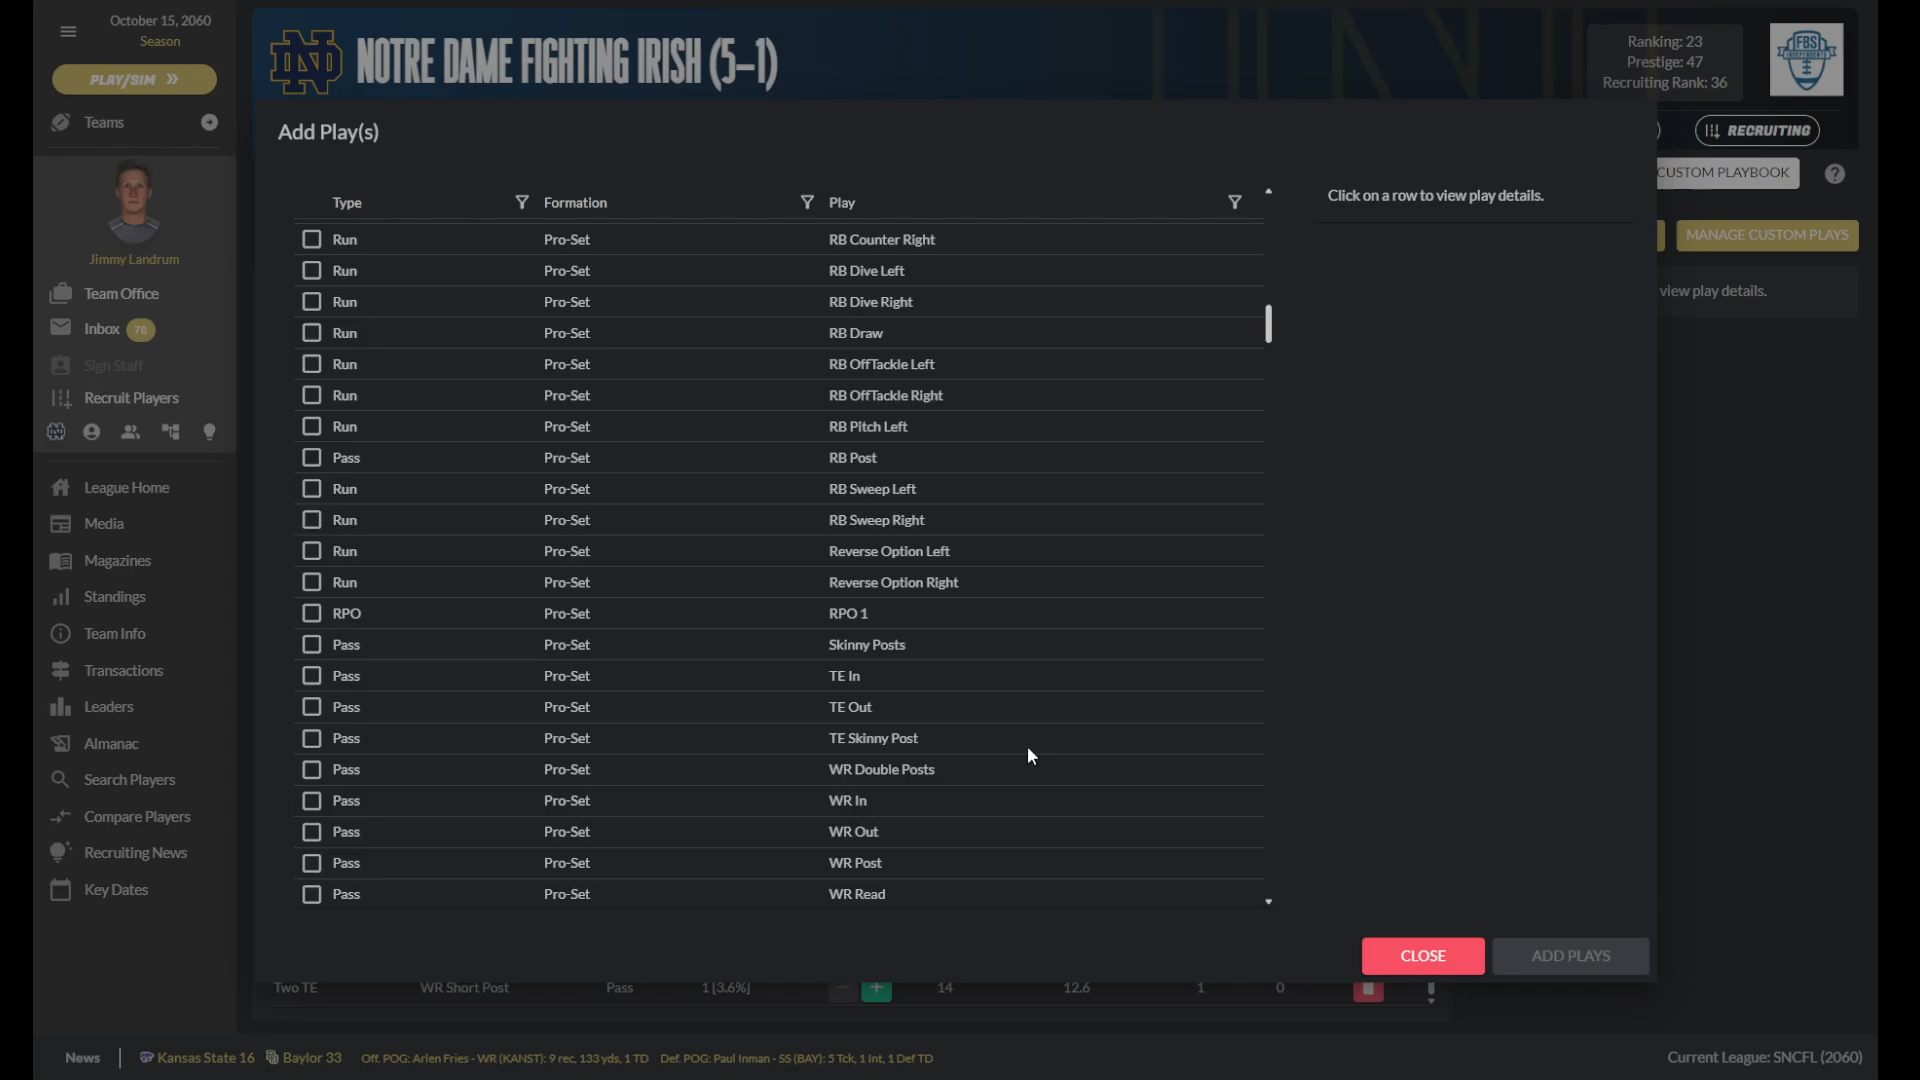 October 15, 2060
Season
PLAY/SIM
Teams
Jimmy Landrum
Team Office
Inbox 78
Sign Staff
Recruit Players
League Home
Media
Magazines
Standings
Team Info
Transactions
Leaders
Almanac
Search Players
Compare Players
Recruiting News
Key Dates
NOTRE DAME FIGHTING IRISH (5-1)
Ranking: 23
Prestige: 47
Recruiting Rank: 36
FBS
RECRUITING
CUSTOM PLAYBOOK
MANAGE CUSTOM PLAYS
view play details.
Add Play(s)
Type Formation Play
Run Pro-Set RB Counter Right
Run Pro-Set RB Dive Left
Run Pro-Set RB Dive Right
Run Pro-Set RB Draw
Run Pro-Set RB OffTackle Left
Run Pro-Set RB OffTackle Right
Run Pro-Set RB Pitch Left
Pass Pro-Set RB Post
Run Pro-Set RB Sweep Left
Run Pro-Set RB Sweep Right
Run Pro-Set Reverse Option Left
Run Pro-Set Reverse Option Right
RPO Pro-Set RPO 1
Pass Pro-Set Skinny Posts
Pass Pro-Set TE In
Pass Pro-Set TE Out
Pass Pro-Set TE Skinny Post
Pass Pro-Set WR Double Posts
Pass Pro-Set WR In
Pass Pro-Set WR Out
Pass Pro-Set WR Post
Pass Pro-Set WR Read
Click on a row to view play details.
CLOSE ADD PLAYS
Two TE WR Short Post Pass 1 [3.6%] 14 12.6 1 0
News Kansas State 16 Baylor 33 Off. POG: Arlen Fries - WR (KANST): 9 rec, 133 yds, 1 TD Def. POG: Paul Inman - SS (BAY): 5 Tck, 1 Int, 1 Def TD
Current League: SNCFL (2060)